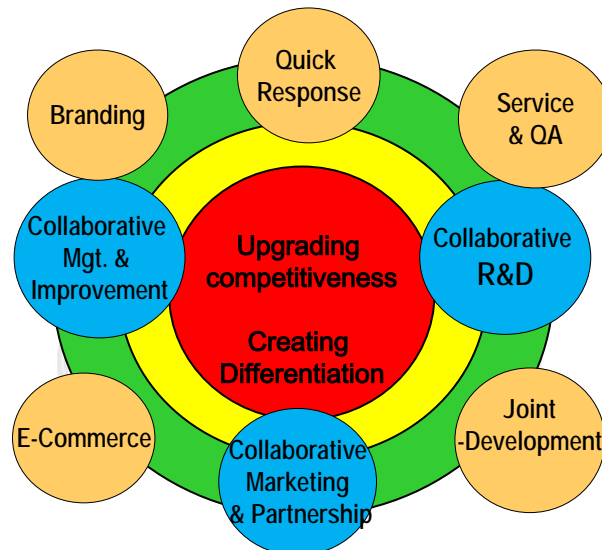 Quick
Response
Branding
Service
& QA
Collaborative
Mgt. &
Improvement
Upgrading
competitiveness
Creating
Differentiation
Collaborative
R&D
E-Commerce
Collaborative
Marketing
& Partnership
Joint
-Development